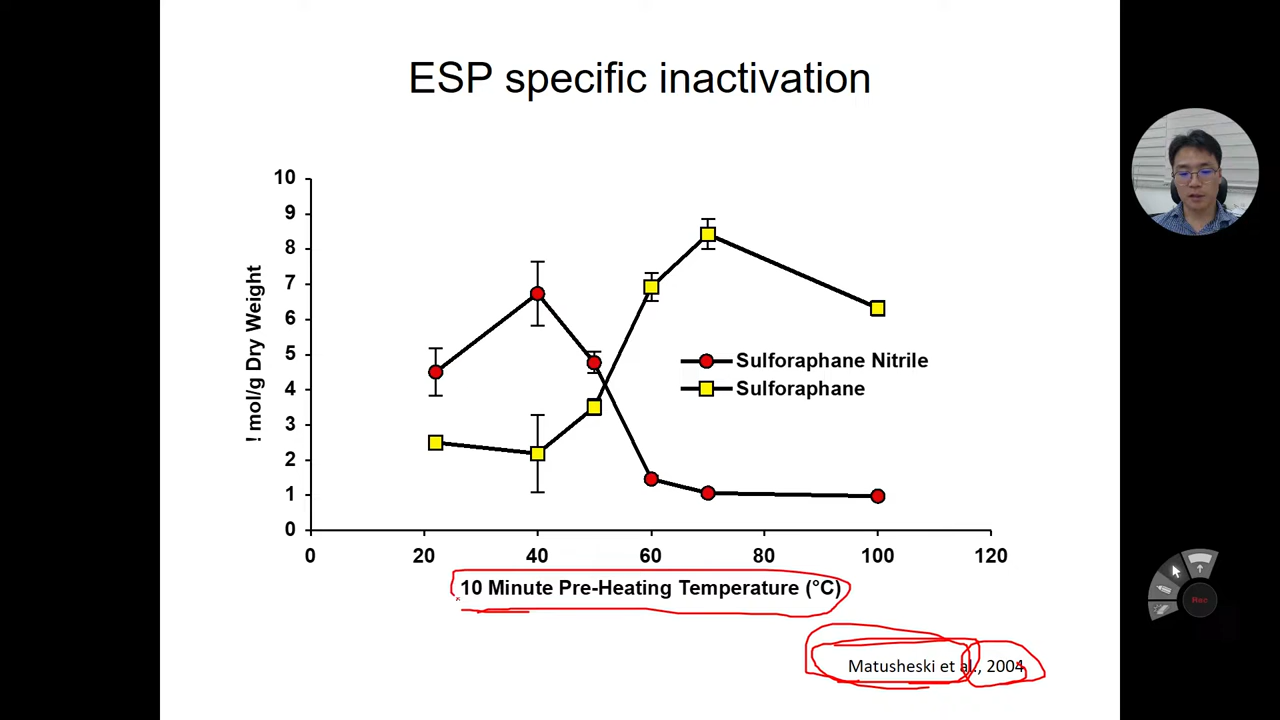 ESP specific inactivation
10
9
8
7
6
5
4
3
2
1
0
! mol/g Dry Weight
Sulforaphane Nitrile
Sulforaphane
0 20 40 60 80 100 120
10 Minute Pre-Heating Temperature (°C)
Matusheski et al., 2004
Rec